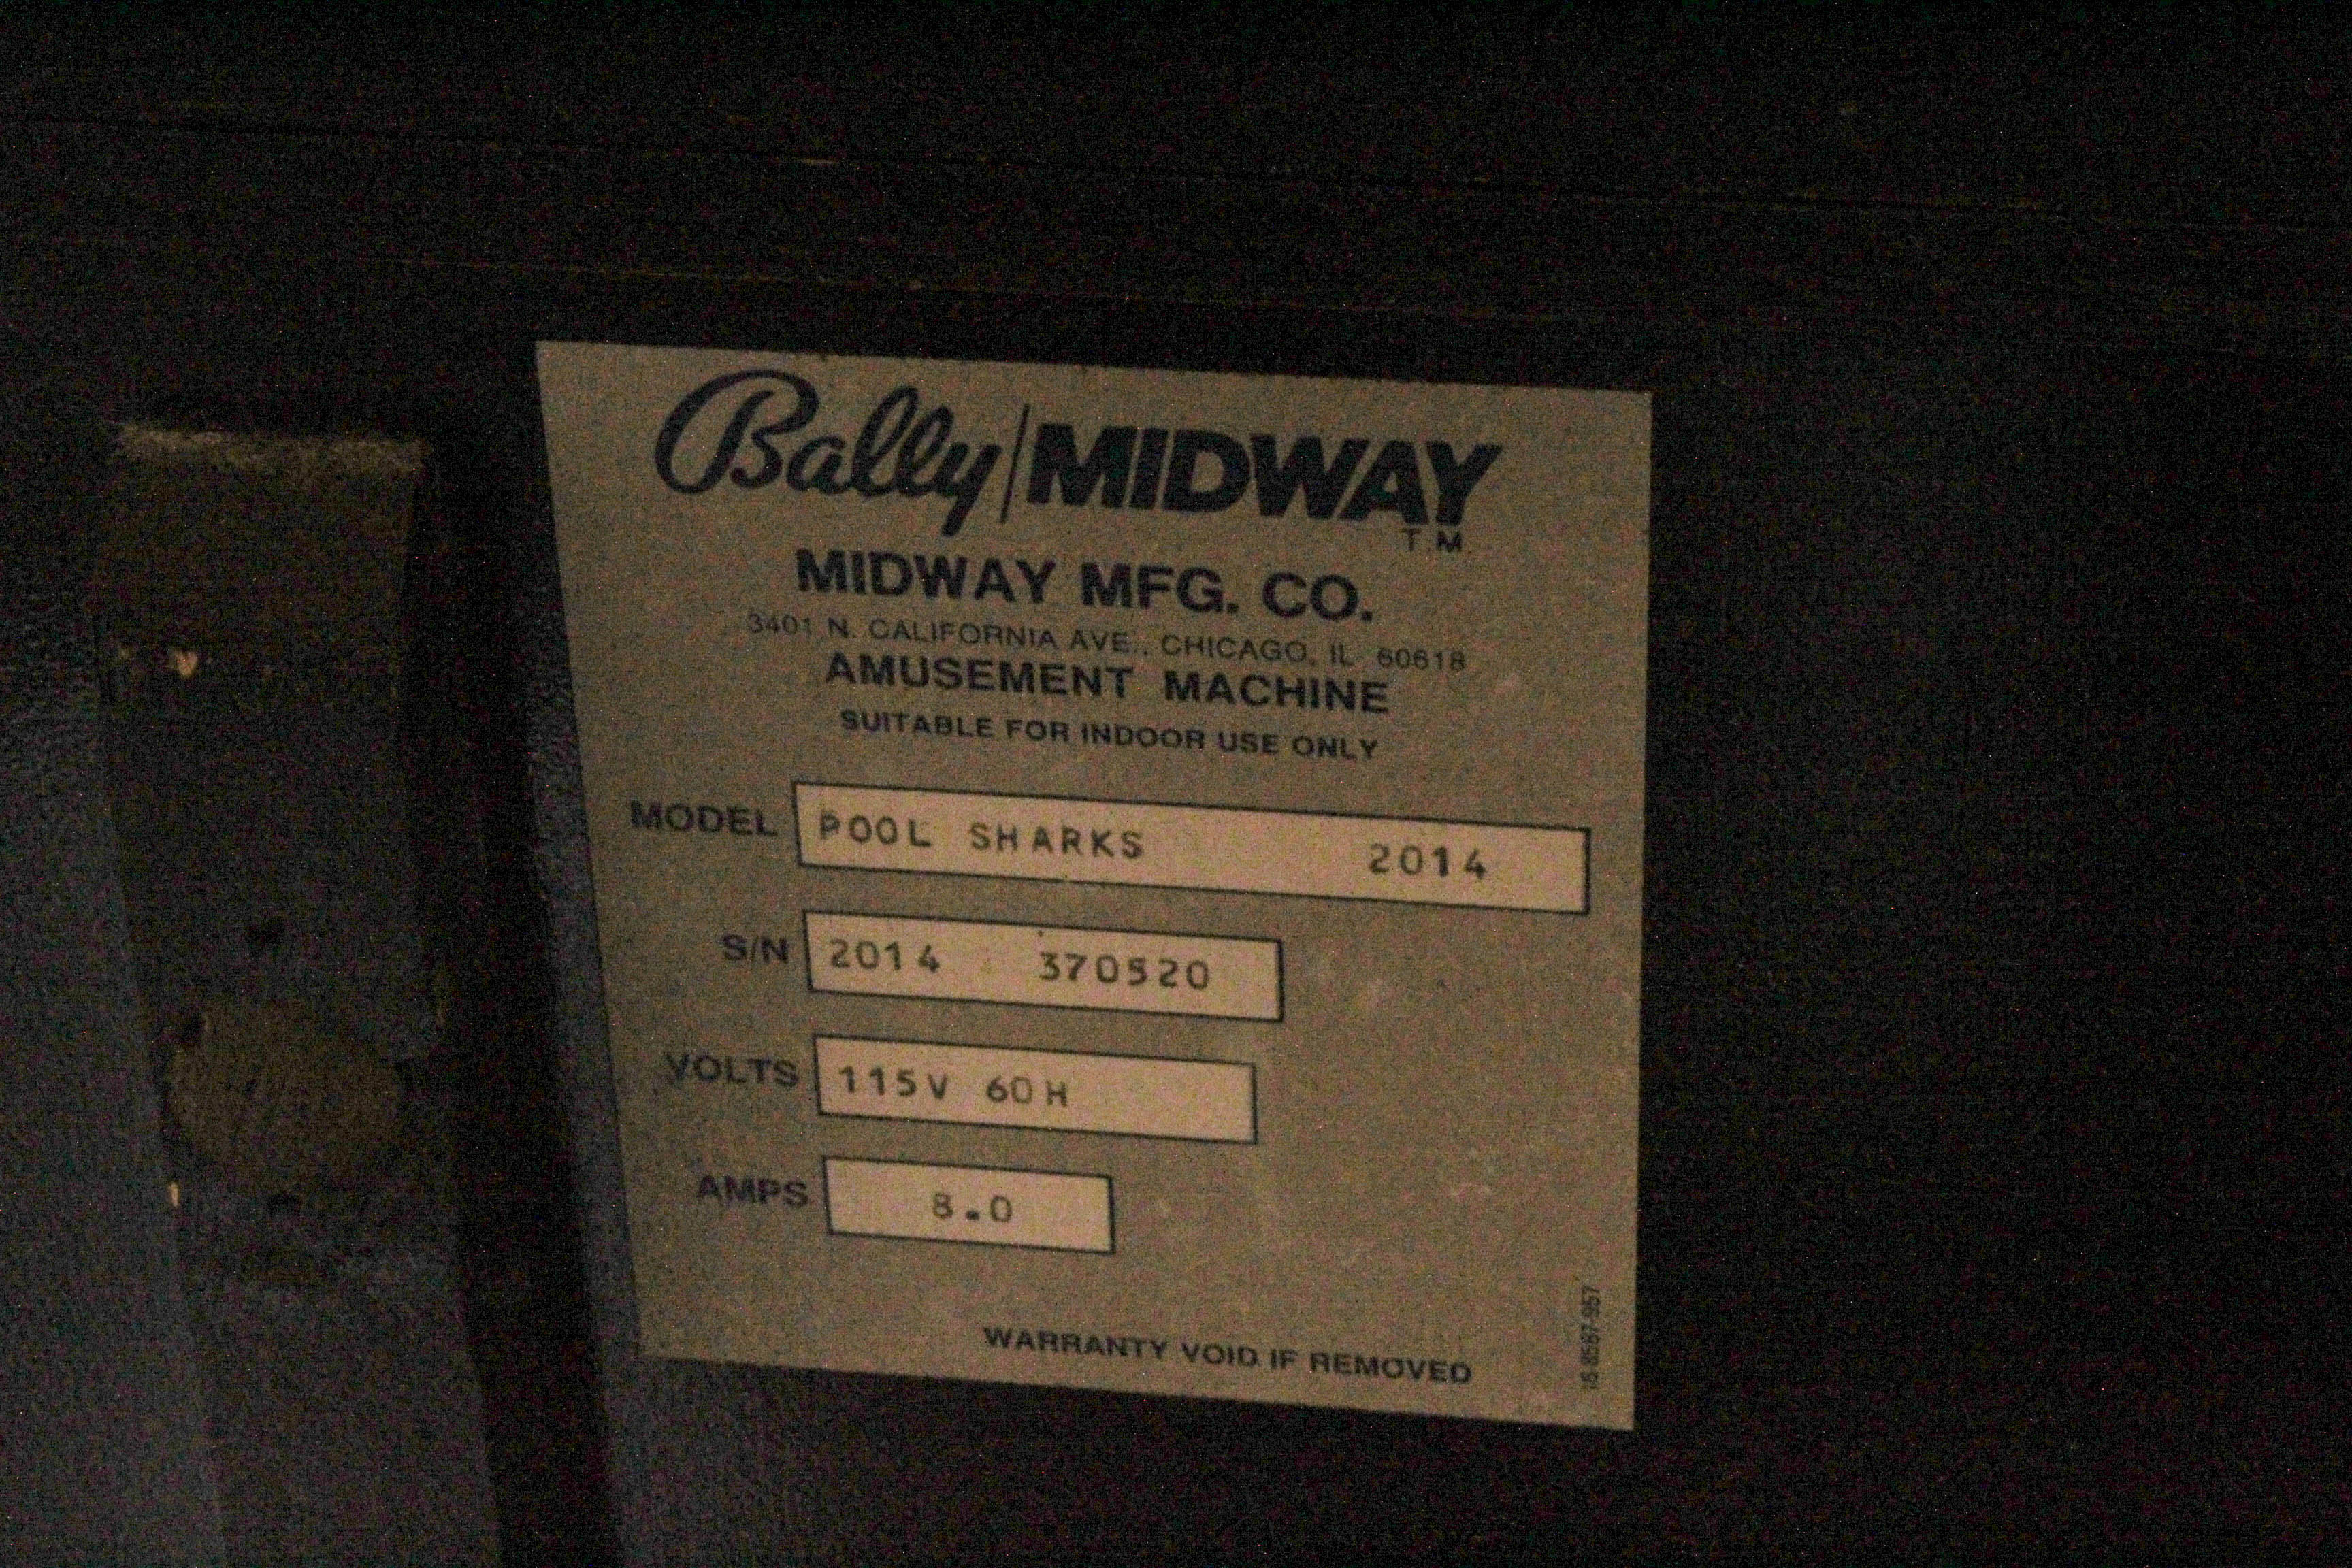 Bally/MIDWAY
T.M.
MIDWAY MFG. CO.
3401 N. CALIFORNIA AVE., CHICAGO, IL 60618
AMUSEMENT MACHINE
SUITABLE FOR INDOOR USE ONLY
MODEL POOL SHARKS 2014
S/N 2014 370520
VOLTS 115V 60H
AMPS 8.0
WARRANTY VOID IF REMOVED